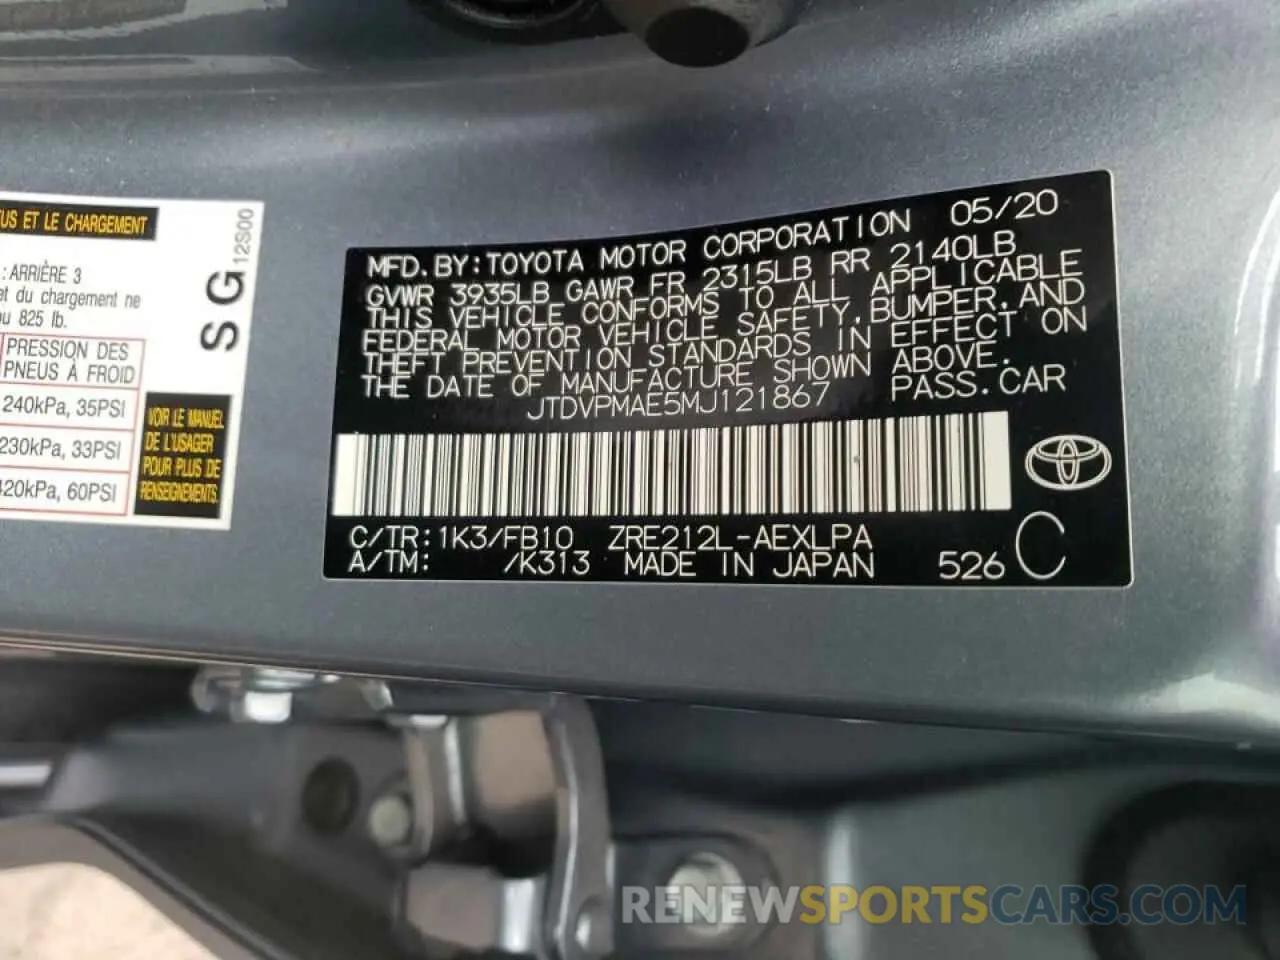 US ET LE CHARGEMENT
: ARRIÈRE 3
et du chargement ne
ou 825 lb.
PRESSION DES
PNEUS À FROID
240kPa, 35PSI
230kPa, 33PSI
420kPa, 60PSI
VOIR LE MANUEL
DE L'USAGER
POUR PLUS DE
RENSEIGNEMENTS.
SG
12S00
MFD. BY: TOYOTA MOTOR CORPORATION 05/20
GVWR 3935LB GAWR FR 2315LB RR 2140LB
THIS VEHICLE CONFORMS TO ALL APPLICABLE
FEDERAL MOTOR VEHICLE SAFETY, BUMPER, AND
THEFT PREVENTION STANDARDS IN EFFECT ON
THE DATE OF MANUFACTURE SHOWN ABOVE.
JTDVPMAE5MJ121867 PASS. CAR
C/TR: 1K3/FB10 ZRE212L-AEXLPA
A/TM: /K313 MADE IN JAPAN 526 C
RENEWSPORTSCARS.COM